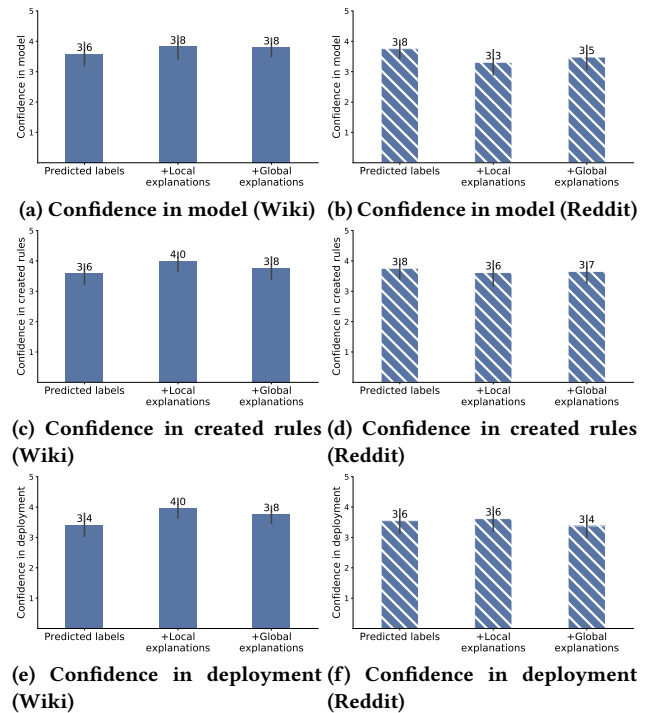 5
4
3
2
1
Confidence in model
3.6
3.8
3.8
Predicted labels
+Local
explanations
+Global
explanations
5
4
3
2
1
Confidence in model
3.8
3.3
3.5
Predicted labels
+Local
explanations
+Global
explanations
(a) Confidence in model (Wiki)
(b) Confidence in model (Reddit)
5
4
3
2
1
Confidence in created rules
3.6
4.0
3.8
Predicted labels
+Local
explanations
+Global
explanations
5
4
3
2
1
Confidence in created rules
3.8
3.6
3.7
Predicted labels
+Local
explanations
+Global
explanations
(c) Confidence in created rules
(Wiki)
(d) Confidence in created rules
(Reddit)
5
4
3
2
1
Confidence in deployment
3.4
4.0
3.8
Predicted labels
+Local
explanations
+Global
explanations
5
4
3
2
1
Confidence in deployment
3.6
3.6
3.4
Predicted labels
+Local
explanations
+Global
explanations
(e) Confidence in deployment
(Wiki)
(f) Confidence in deployment
(Reddit)